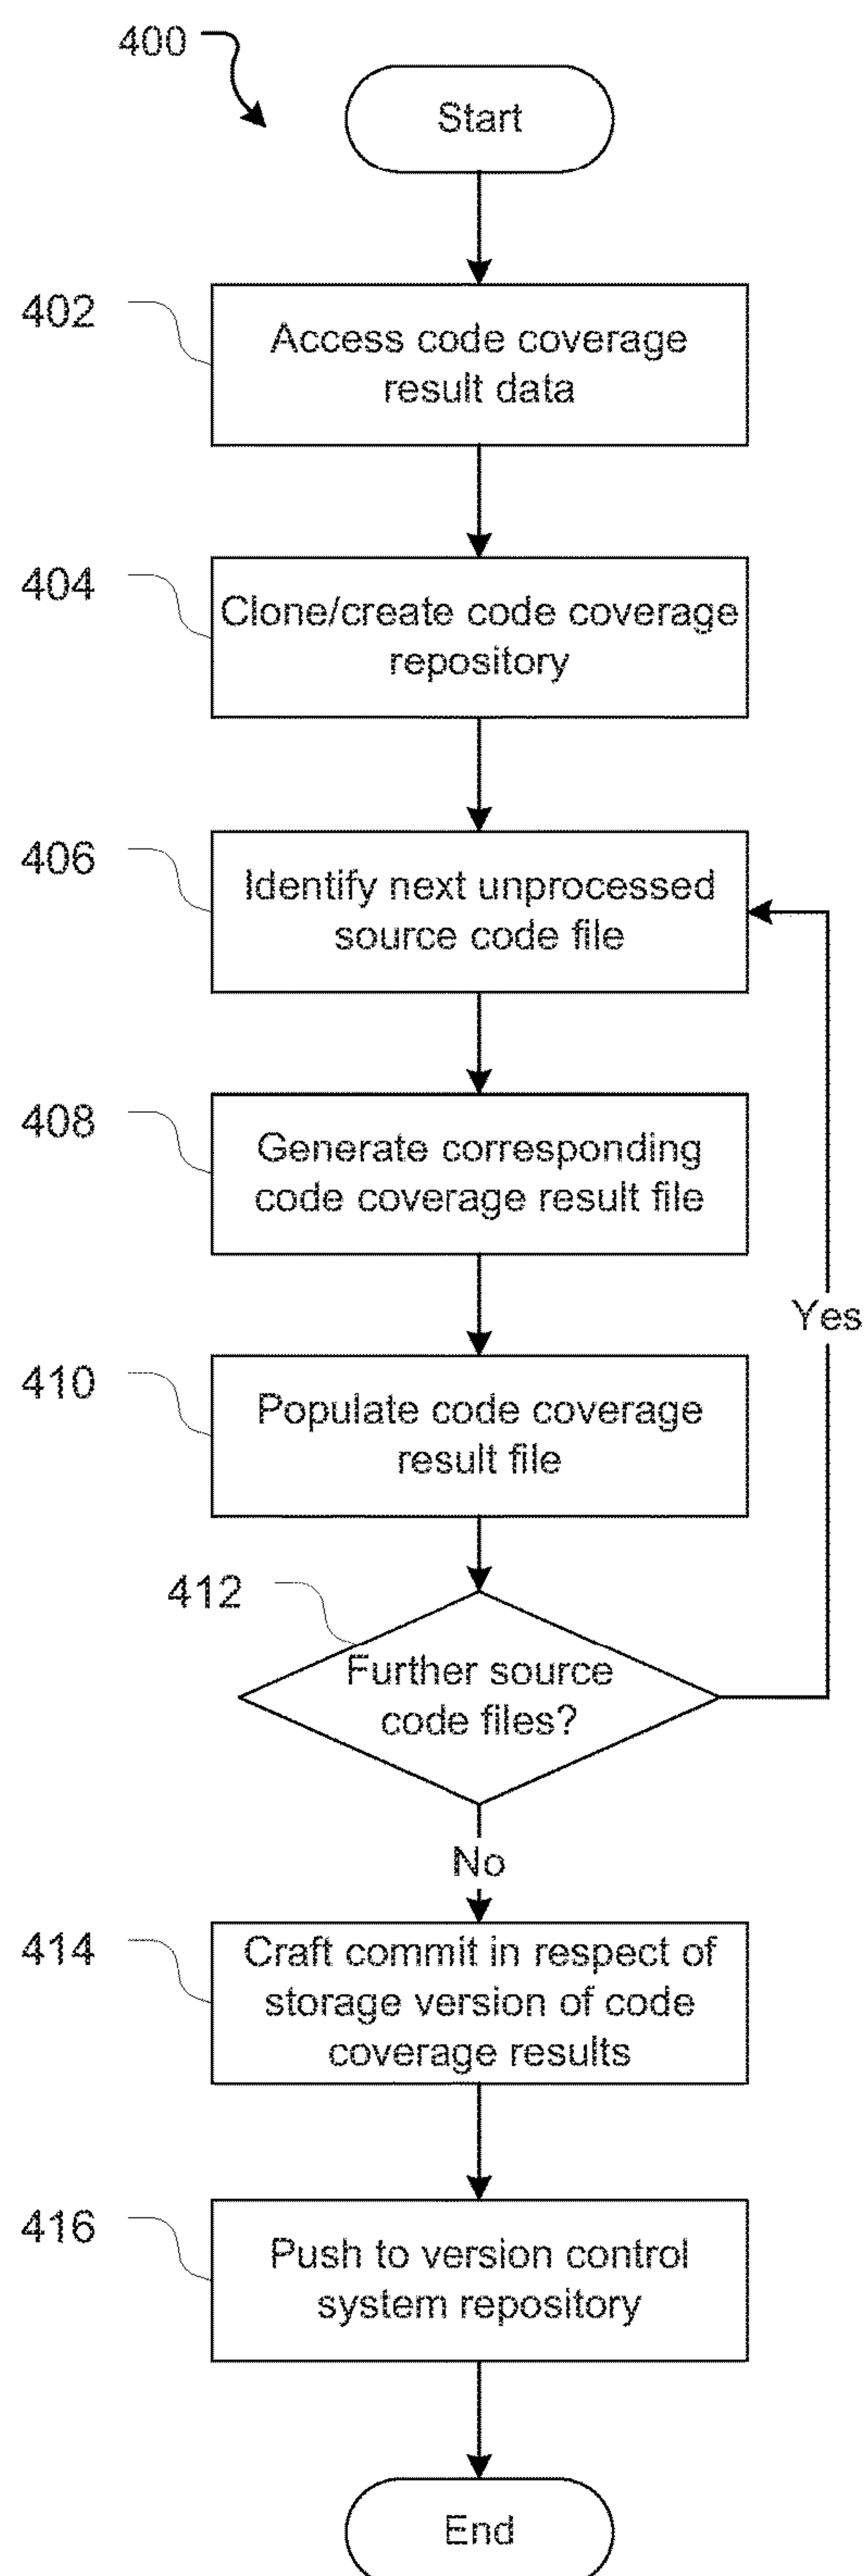 400
Start
402
Access code coverage
result data
404
Clone/create code coverage
repository
406
Identify next unprocessed
source code file
408
Generate corresponding
code coverage result file
Yes
410
Populate code coverage
result file
412
Further source
code files?
No
414
Craft commit in respect of
storage version of code
coverage results
416
Push to version control
system repository
End